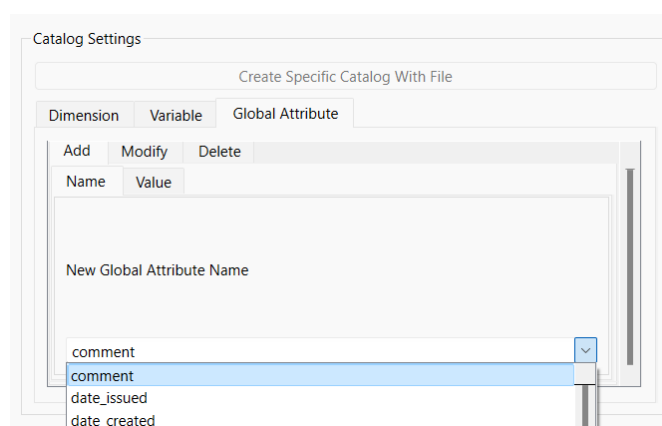 Catalog Settings
Create Specific Catalog With File
Dimension Variable Global Attribute
Add Modify Delete
Name Value
New Global Attribute Name
comment
comment
date_issued
date_created